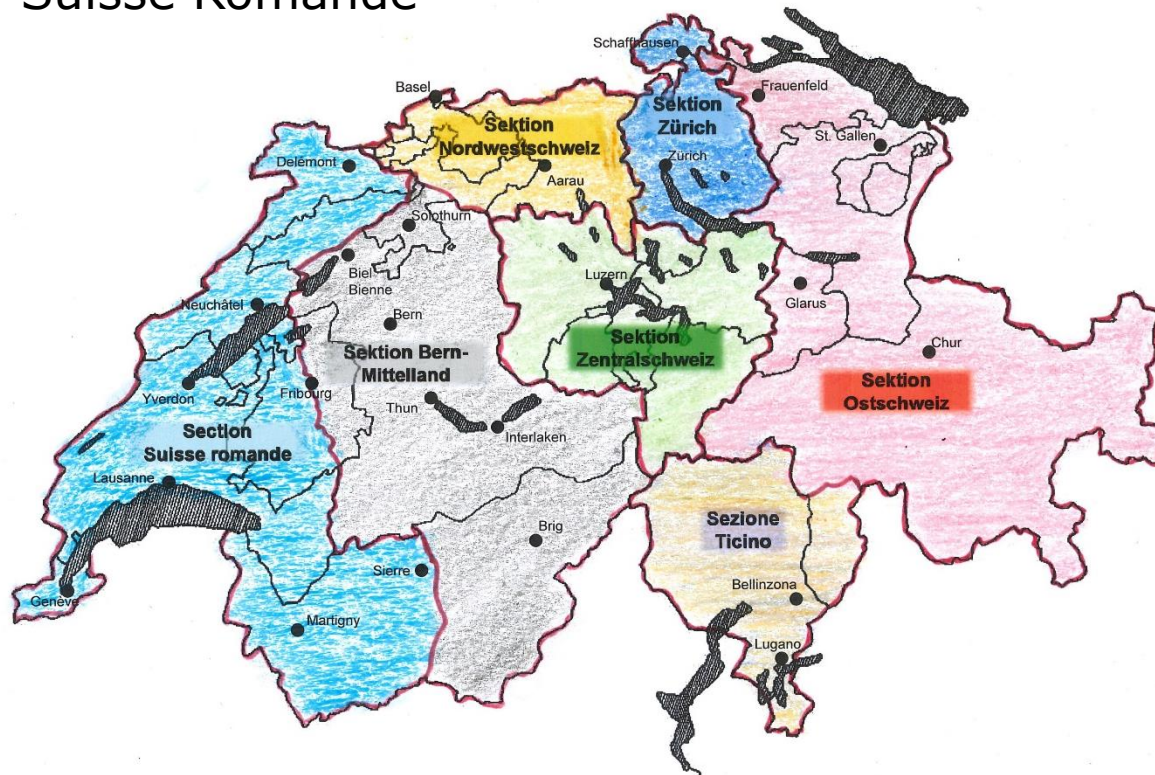 Suisse Romande
Schaffhausen
Basel
Frauenfeld
Sektion
Zürich
Sektion
Nordwestschweiz
St. Gallen
Delémont
Zürich
Aarau
Solothurn
Biel
Bienne
Luzern
Neuchâtel
Glarus
Bern
Sektion
Zentralschweiz
Chur
Sektion Bern-
Mittelland
Sektion
Ostschweiz
Yverdon
Fribourg
Thun
Interlaken
Section
Suisse romande
Lausanne
Sezione
Ticino
Brig
Sierre
Bellinzona
Genève
Martigny
Lugano